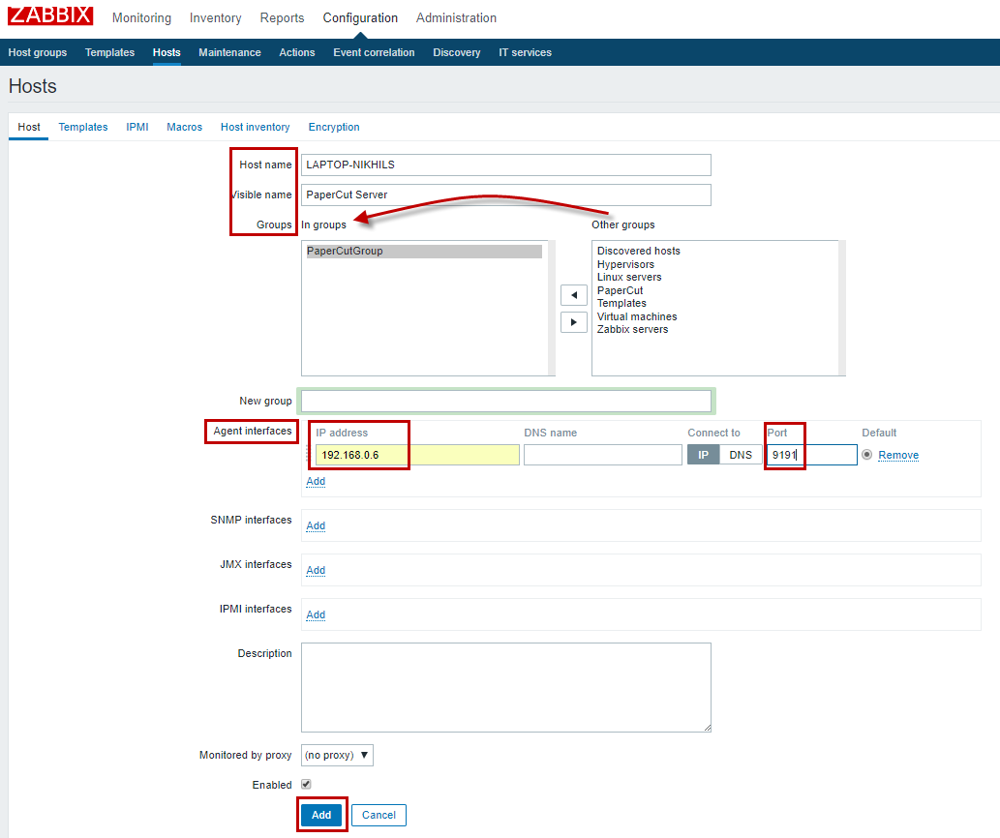 ZABBIX Monitoring Inventory Reports Configuration Administration
Host groups Templates Hosts Maintenance Actions Event correlation Discovery IT services
Hosts
Host Templates IPMI Macros Host inventory Encryption
Host name LAPTOP-NIKHILS
Visible name PaperCut Server
Groups In groups Other groups
PaperCutGroup
Discovered hosts
Hypervisors
Linux servers
PaperCut
Templates
Virtual machines
Zabbix servers
New group
Agent interfaces IP address DNS name Connect to Port Default
192.168.0.6 IP DNS 9191 Remove
Add
SNMP interfaces Add
JMX interfaces Add
IPMI interfaces Add
Description
Monitored by proxy (no proxy)
Enabled
Add Cancel